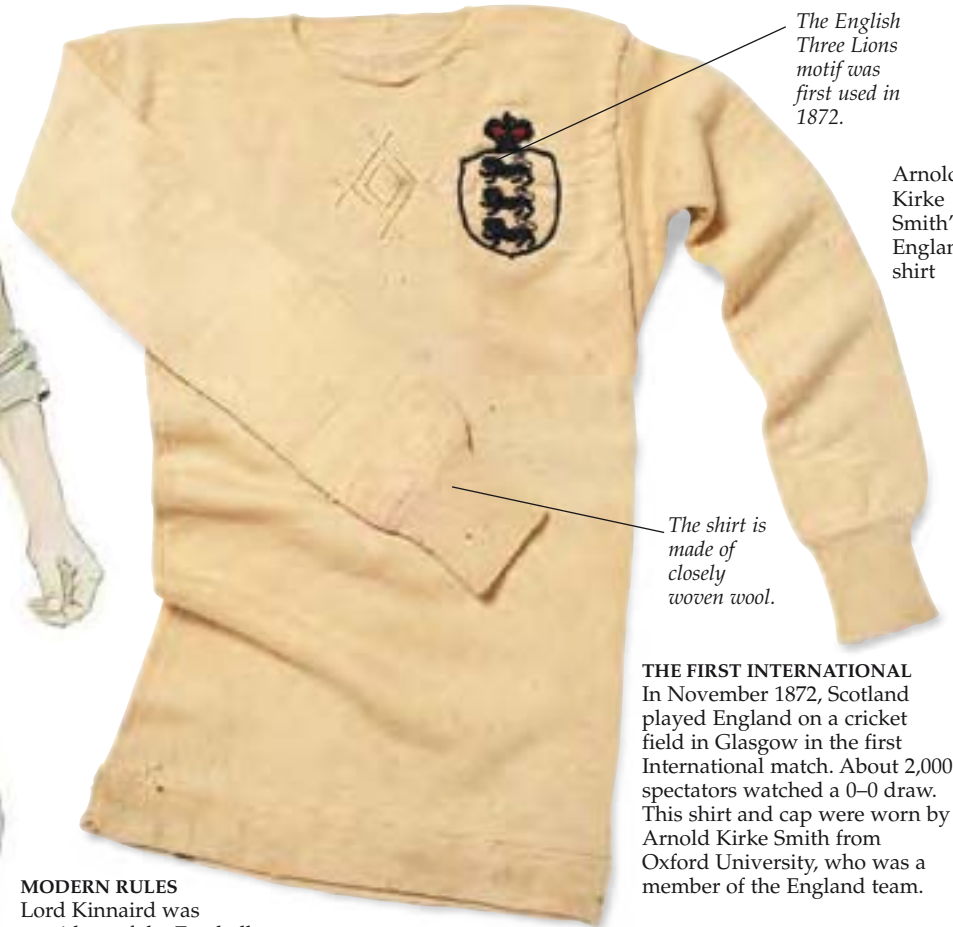 The English
Three Lions
motif was
first used in
1872.
Kirke
shirt
The shirt is
made of
closely
woven wool.
THE FIRST INTERNATIONAL
In November 1872, Scotland
played England on a cricket
field in Glasgow in the first
International match. About 2,000
spectators watched a 0–0 draw.
This shirt and cap were worn by
Arnold Kirke Smith from
Oxford University, who was a
member of the England team.
MODERN RULES
Lord Kinnaird was